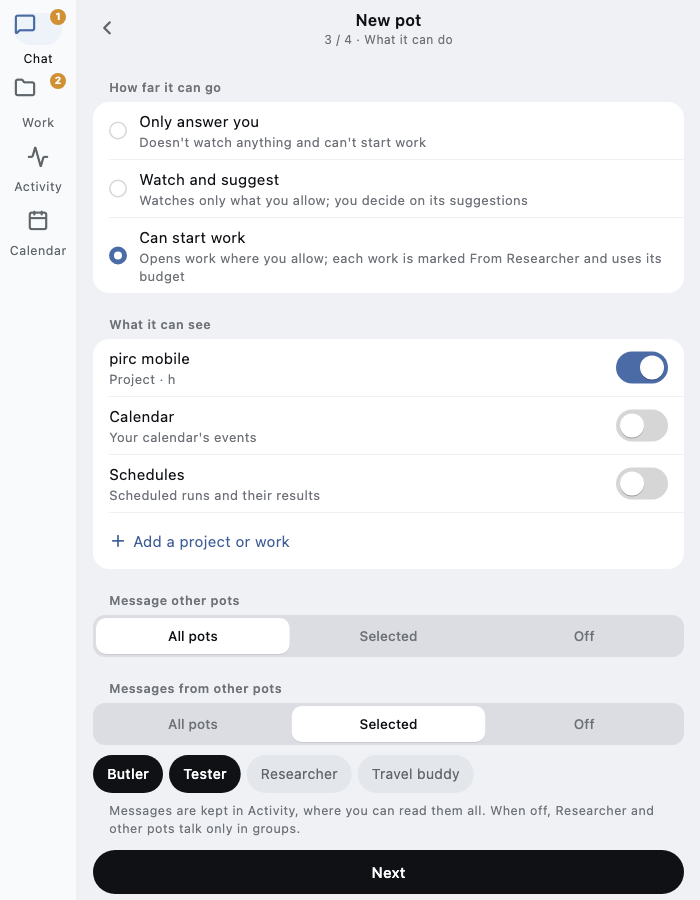 1
Chat
2
Work
Activity
Calendar
New pot
3 / 4 · What it can do
How far it can go
Only answer you
Doesn't watch anything and can't start work
Watch and suggest
Watches only what you allow; you decide on its suggestions
Can start work
Opens work where you allow; each work is marked From Researcher and uses its
budget
What it can see
pirc mobile
Project · h
Calendar
Your calendar's events
Schedules
Scheduled runs and their results
+ Add a project or work
Message other pots
All pots Selected Off
Messages from other pots
All pots Selected Off
Butler Tester Researcher Travel buddy
Messages are kept in Activity, where you can read them all. When off, Researcher and
other pots talk only in groups.
Next